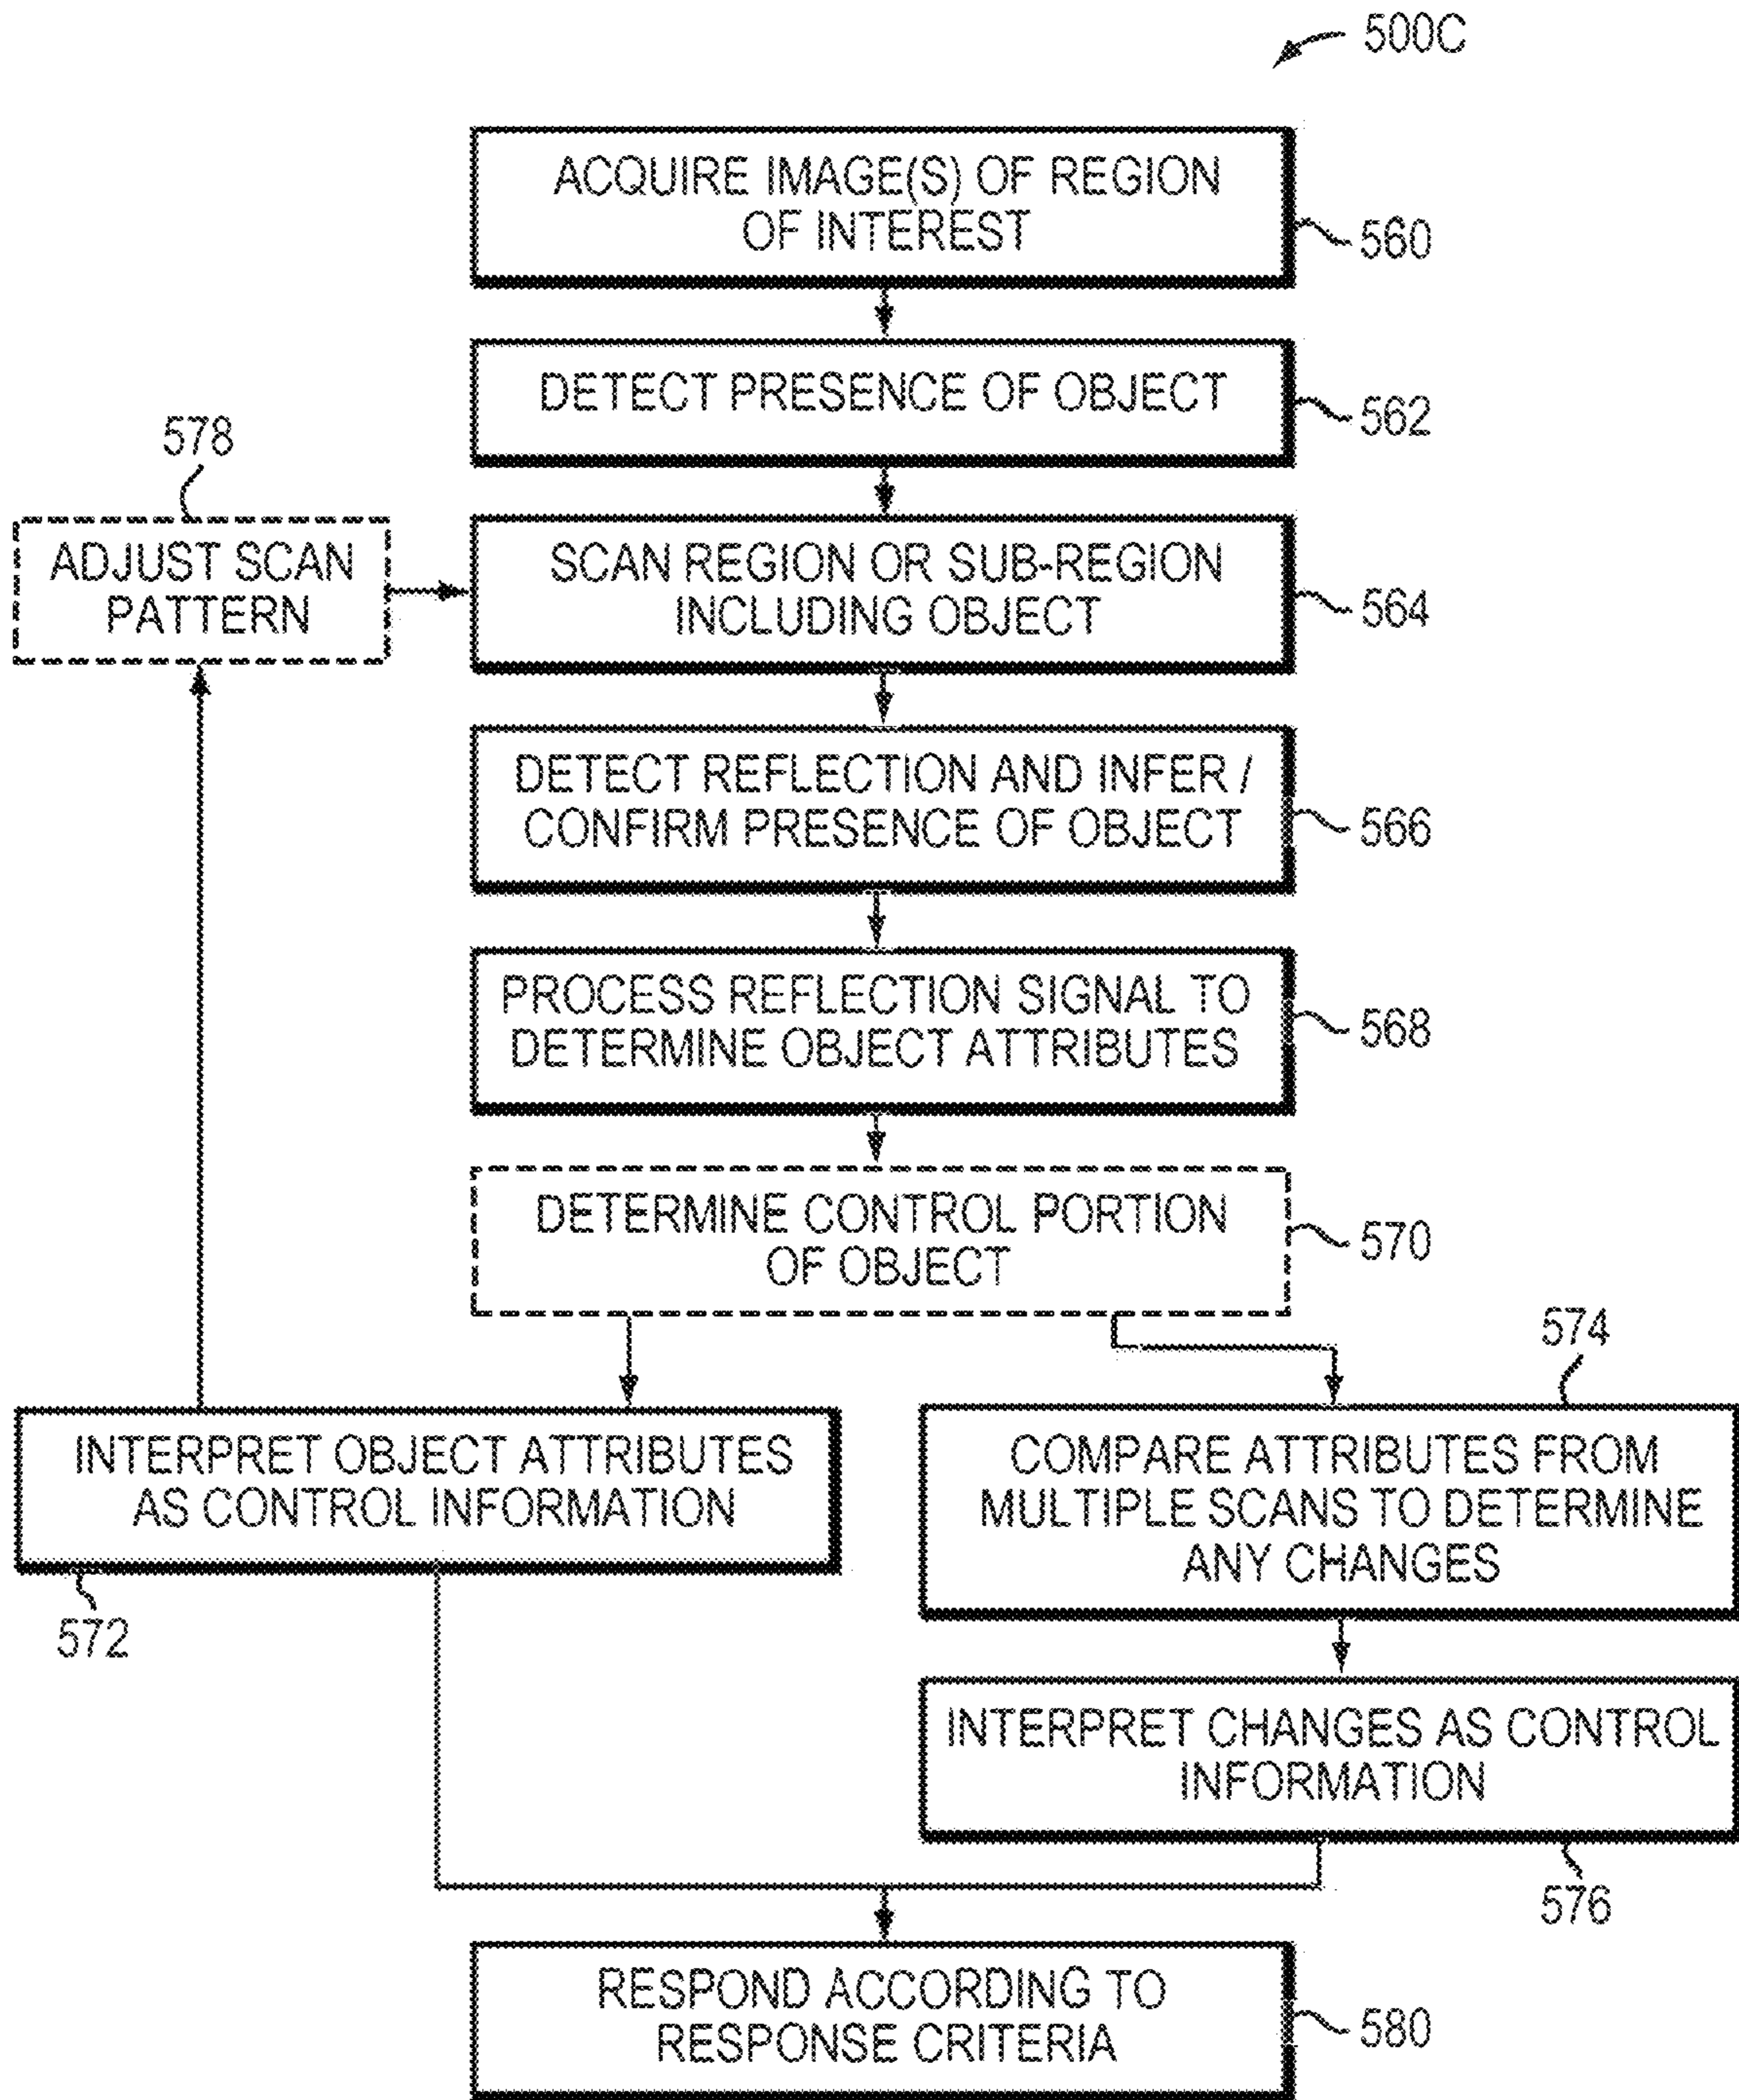 500C
ACQUIRE IMAGE(S) OF REGION
OF INTEREST
560
DETECT PRESENCE OF OBJECT
562
578
ADJUST SCAN
PATTERN
SCAN REGION OR SUB-REGION
INCLUDING OBJECT
564
DETECT REFLECTION AND INFER /
CONFIRM PRESENCE OF OBJECT
566
PROCESS REFLECTION SIGNAL TO
DETERMINE OBJECT ATTRIBUTES
568
DETERMINE CONTROL PORTION
OF OBJECT
570
574
INTERPRET OBJECT ATTRIBUTES
AS CONTROL INFORMATION
572
COMPARE ATTRIBUTES FROM
MULTIPLE SCANS TO DETERMINE
ANY CHANGES
INTERPRET CHANGES AS CONTROL
INFORMATION
576
RESPOND ACCORDING TO
RESPONSE CRITERIA
580